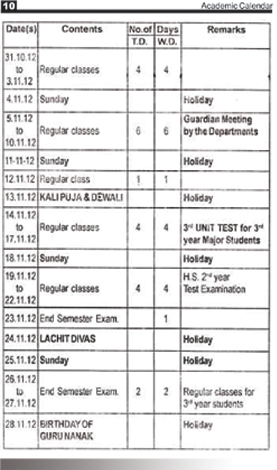 10 Academic Calendar
Date(s) Contents No.of Days Remarks
T.D. W.D.
31.10.12
to Regular classes 4 4
3.11.12
4.11.12 Sunday Holiday
5.11.12 Guardian Meeting
to Regular classes 6 6 by the Departments
10.11.12
11-11-12 Sunday Holiday
12.11.12 Regular class 1 1
13.11.12 KALI PUJA & DEWALI Holiday
14.11.12
to Regular classes 4 4 3rd UNIT TEST for 3rd
17.11.12 year Major Students
18.11.12 Sunday Holiday
19.11.12 H.S. 2nd year
to Regular classes 4 4 Test Examination
22.11.12
23.11.12 End Semester Exam. 1
24.11.12 LACHIT DIVAS Holiday
25.11.12 Sunday Holiday
26.11.12
to End Semester Exam. 2 2 Regular classes for
27.11.12 3rd year students
28.11.12 BIRTHDAY OF Holiday
GURU NANAK